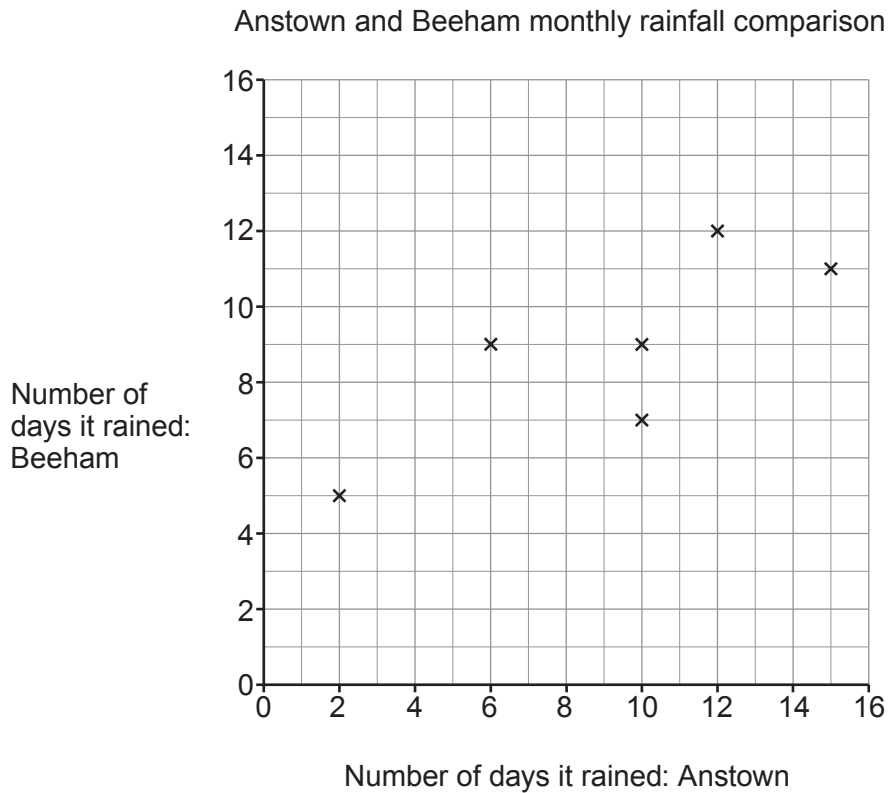 Anstown and Beeham monthly rainfall comparison
16
14
12
10
8
6
4
2
0
Number of
days it rained:
Beeham
0 2 4 6 8 10 12 14 16
Number of days it rained: Anstown